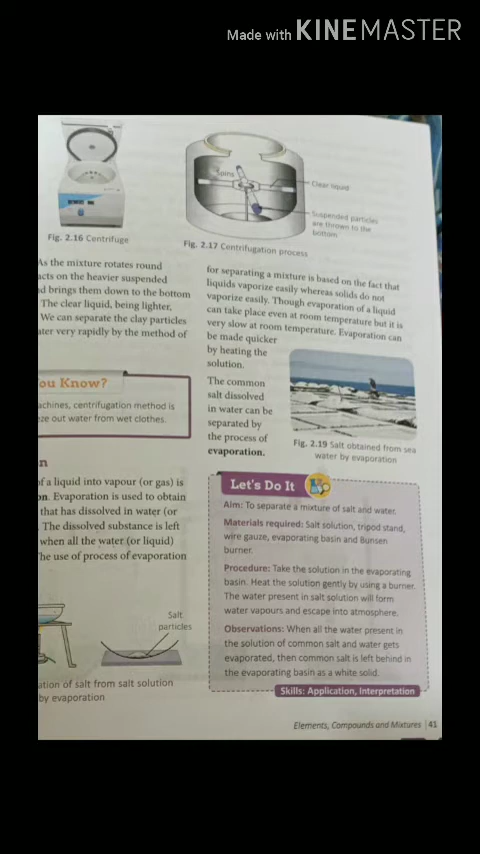 Made with KINEMASTER
Spins
Clear liquid
Suspended particles
are thrown to the
bottom
Fig. 2.16 Centrifuge
Fig. 2.17 Centrifugation process
As the mixture rotates round
acts on the heavier suspended
d brings them down to the bottom
The clear liquid, being lighter,
We can separate the clay particles
ater very rapidly by the method of
ou Know?
achines, centrifugation method is
ze out water from wet clothes.
n
of a liquid into vapour (or gas) is
on. Evaporation is used to obtain
that has dissolved in water (or
The dissolved substance is left
when all the water (or liquid)
he use of process of evaporation
Salt
particles
ation of salt from salt solution
by evaporation
for separating a mixture is based on the fact that
liquids vaporize easily whereas solids do not
vaporize easily. Though evaporation of a liquid
can take place even at room temperature but it is
very slow at room temperature. Evaporation can
be made quicker
by heating the
solution.
The common
salt dissolved
in water can be
separated by
the process of
evaporation.
Fig. 2.19 Salt obtained from sea
water by evaporation
Let's Do It
Aim: To separate a mixture of salt and water.
Materials required: Salt solution, tripod stand,
wire gauze, evaporating basin and Bunsen
burner.
Procedure: Take the solution in the evaporating
basin. Heat the solution gently by using a burner.
The water present in salt solution will form
water vapours and escape into atmosphere.
Observations: When all the water present in
the solution of common salt and water gets
evaporated, then common salt is left behind in
the evaporating basin as a white solid.
Skills: Application, Interpretation
Elements, Compounds and Mixtures | 41